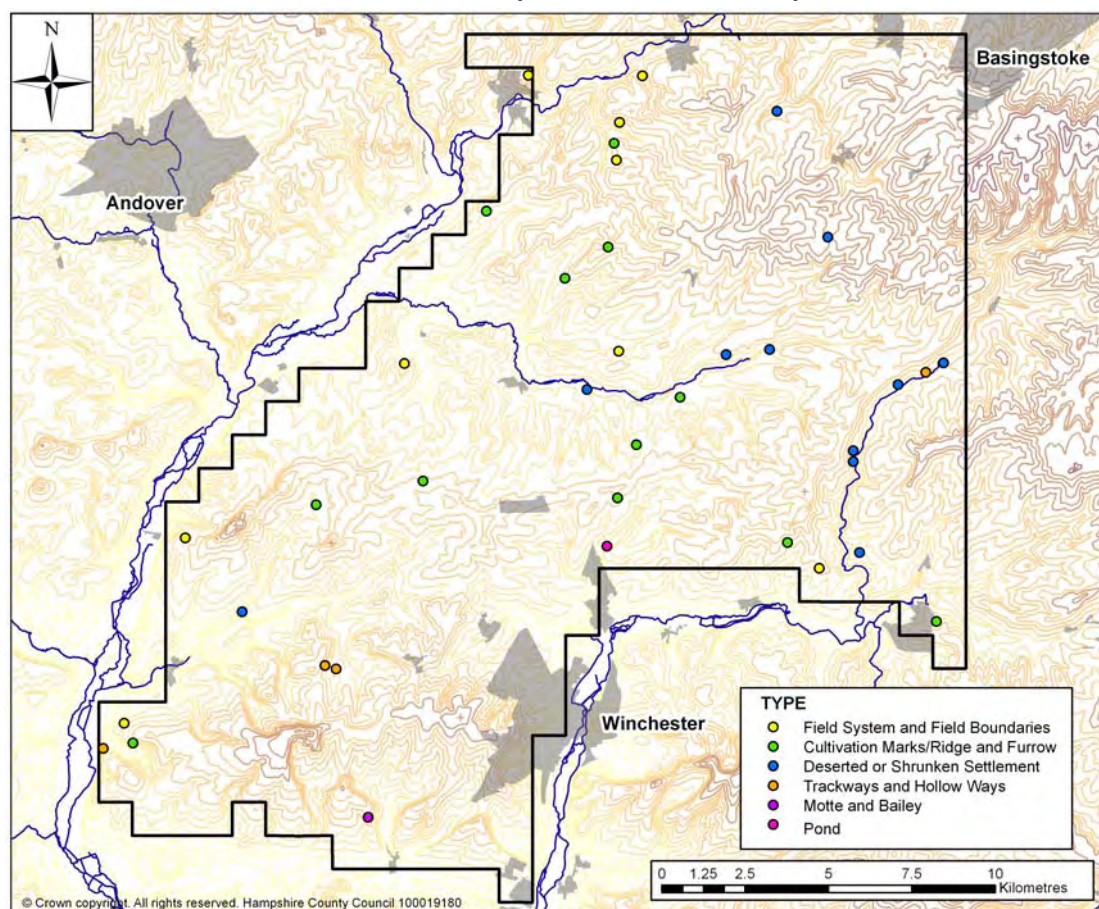 N
Basingstoke
Andover
Winchester
TYPE
Field System and Field Boundaries
Cultivation Marks/Ridge and Furrow
Deserted or Shrunken Settlement
Trackways and Hollow Ways
Motte and Bailey
Pond
0 1.25 2.5 5 7.5 10
Kilometres
© Crown copyright. All rights reserved. Hampshire County Council 100019180